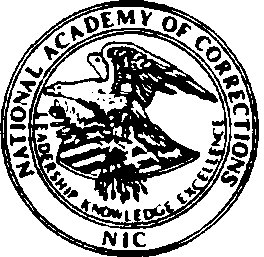 NATIONAL ACADEMY OF CORRECTIONS
LEADERSHIP KNOWLEDGE EXCELLENCE
NIC